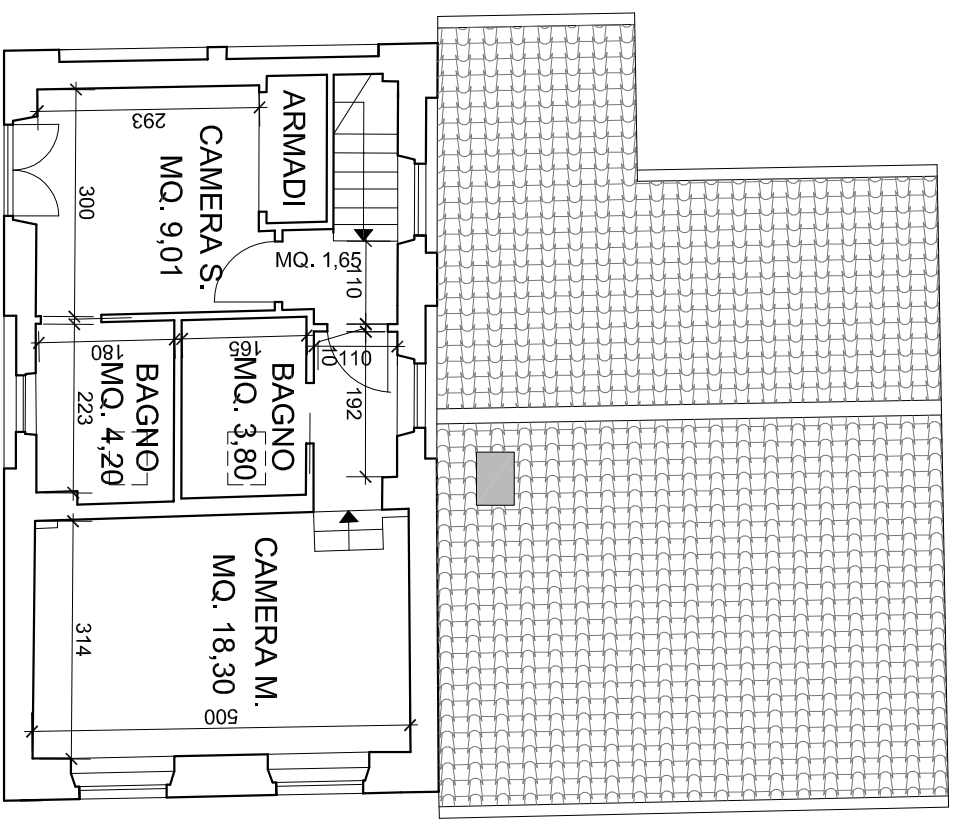 ARMADI
CAMERA S.
MQ. 9,01
293
300
MQ. 1,65
110
110
10
192
180
165
BAGNO
MQ. 4,20
223
BAGNO
MQ. 3,80
CAMERA M.
MQ. 18,30
314
500